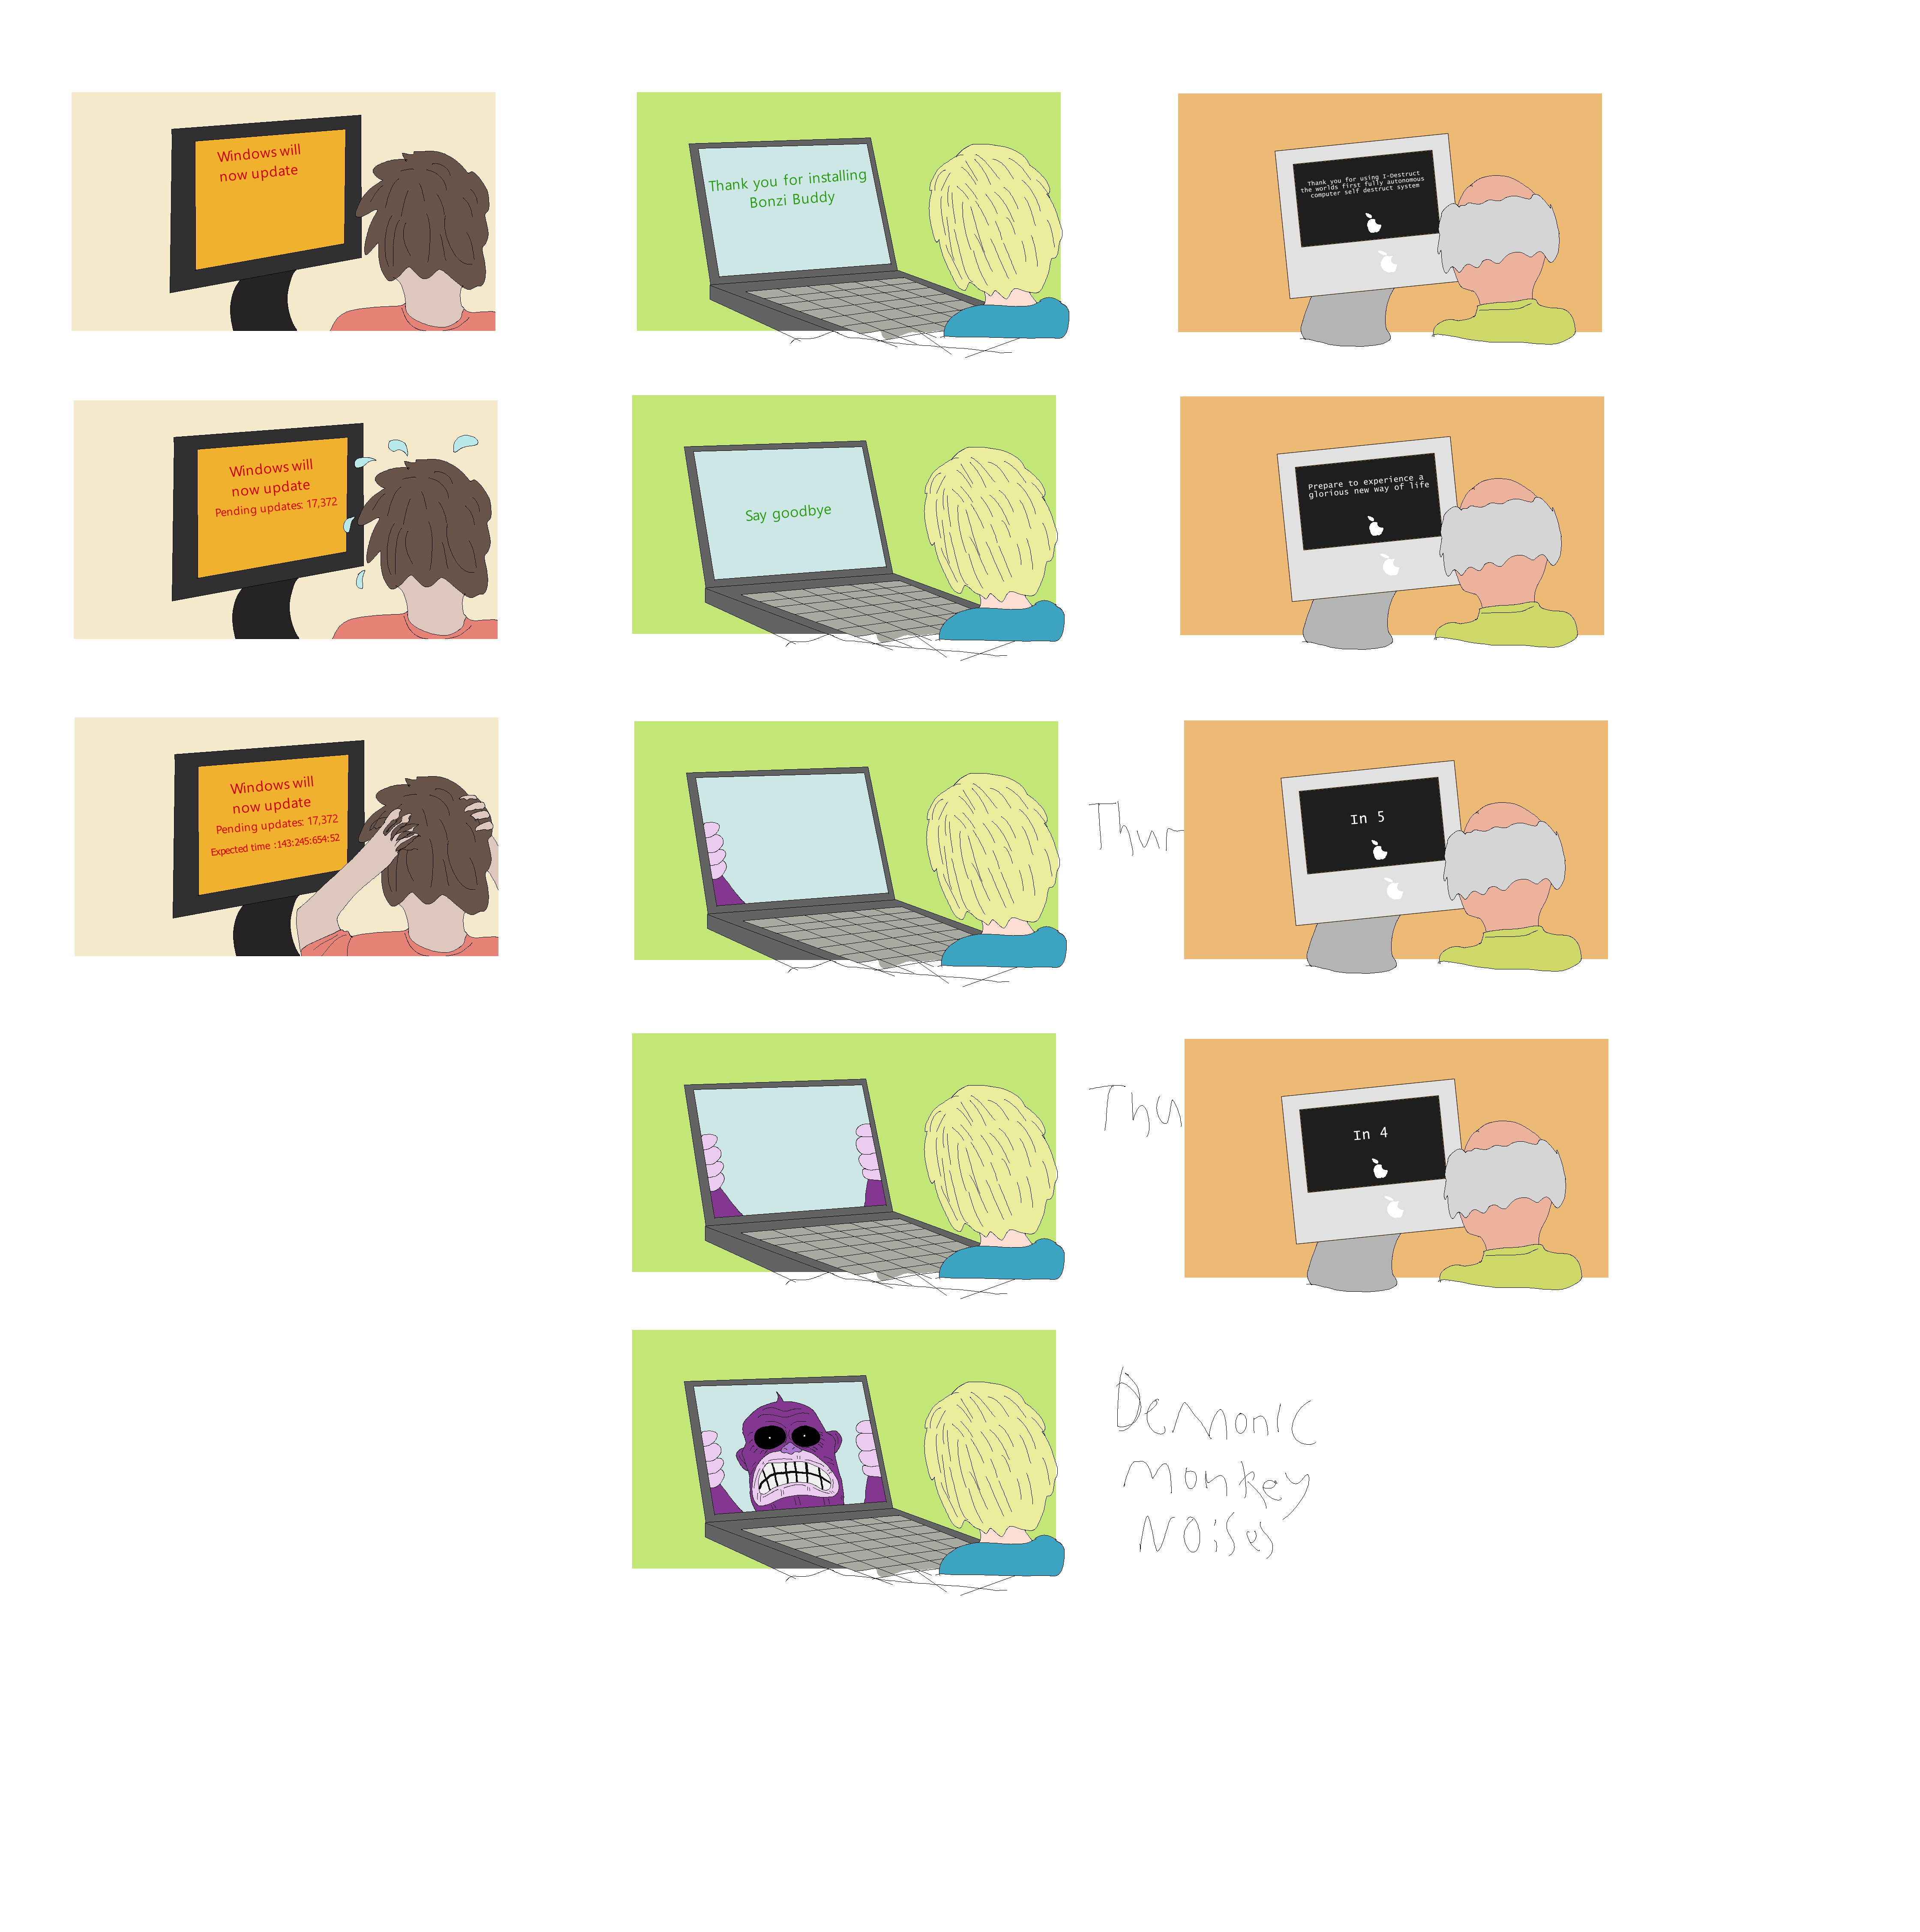 Windows will
now update
Windows will
now update
Pending updates: 17,372
Windows will
now update
Pending updates: 17,372
Expected time :143:245:654:52
Thank you for installing
Bonzi Buddy
Say goodbye
Demonic
monkey
Noises
Thank you for using I-Destruct
the worlds first fully autonomous
computer self destruct system
Prepare to experience a
glorious new way of life
In 5
In 4